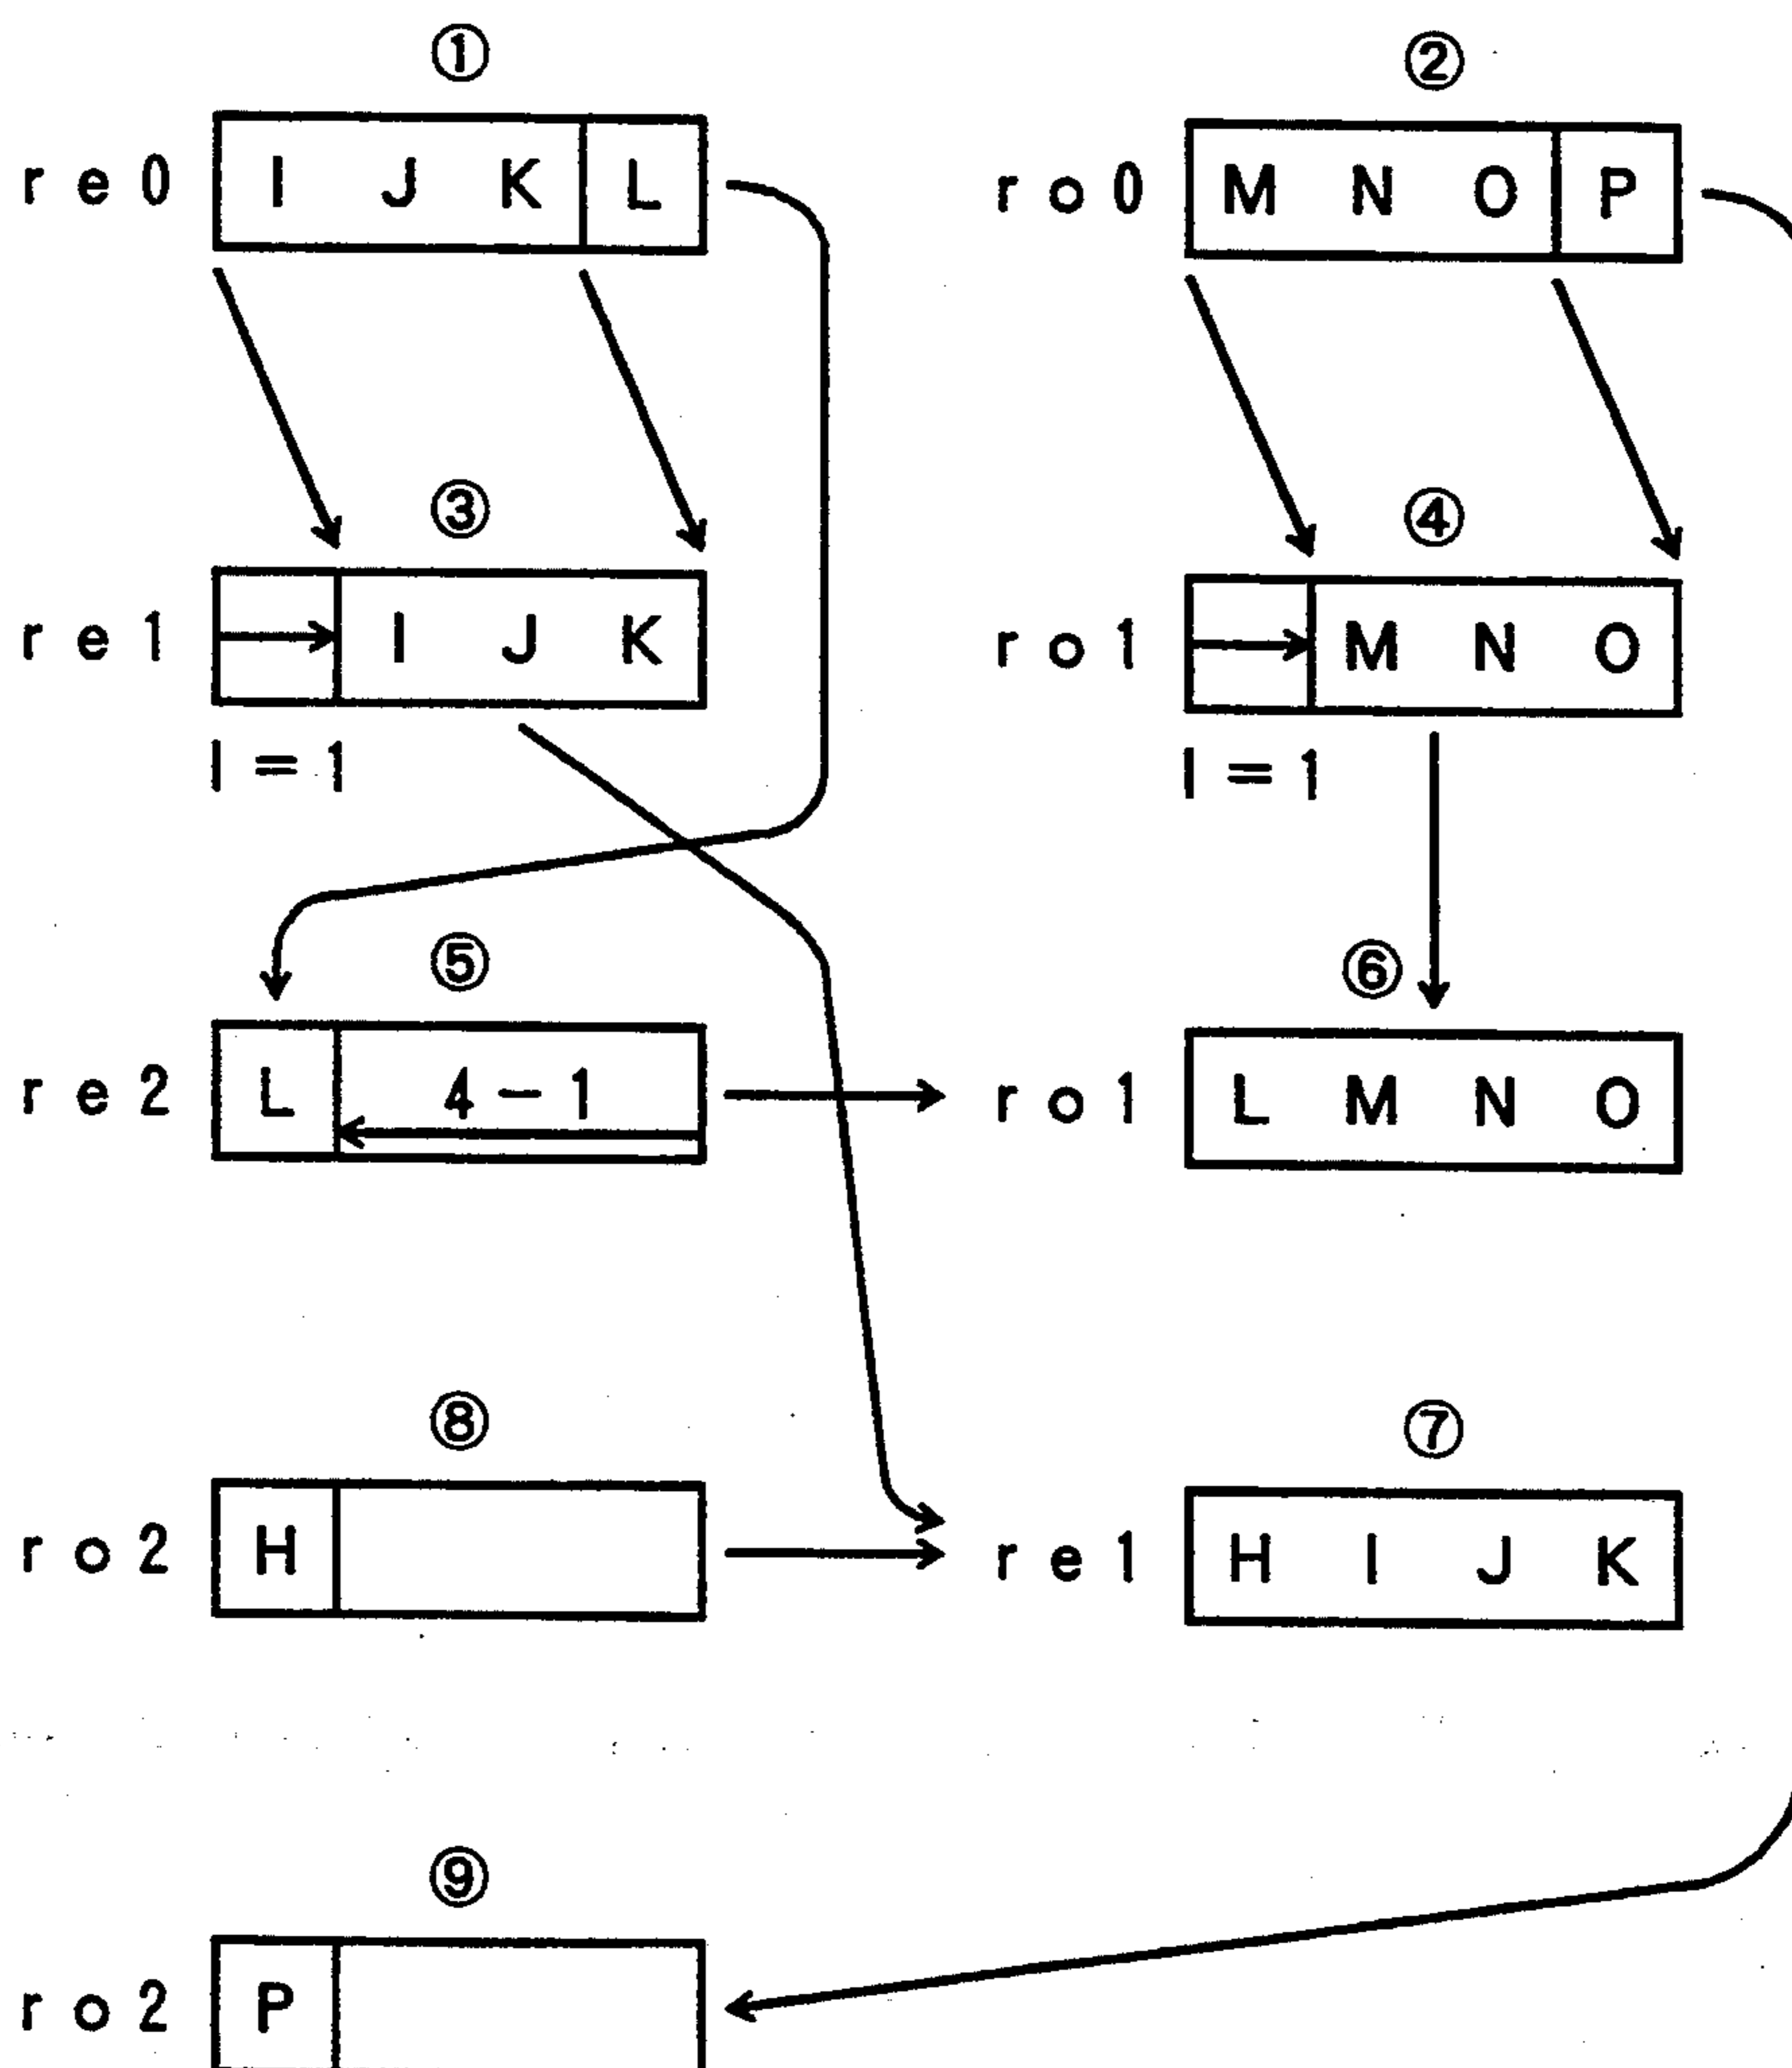 ① ②
re0 I J K L ro0 M N O P
③ ④
re1 I J K ro1 M N O
l=1 l=1
⑤ ⑥
re2 L 4-1 ro1 L M N O
⑧ ⑦
ro2 H re1 H I J K
⑨
ro2 P